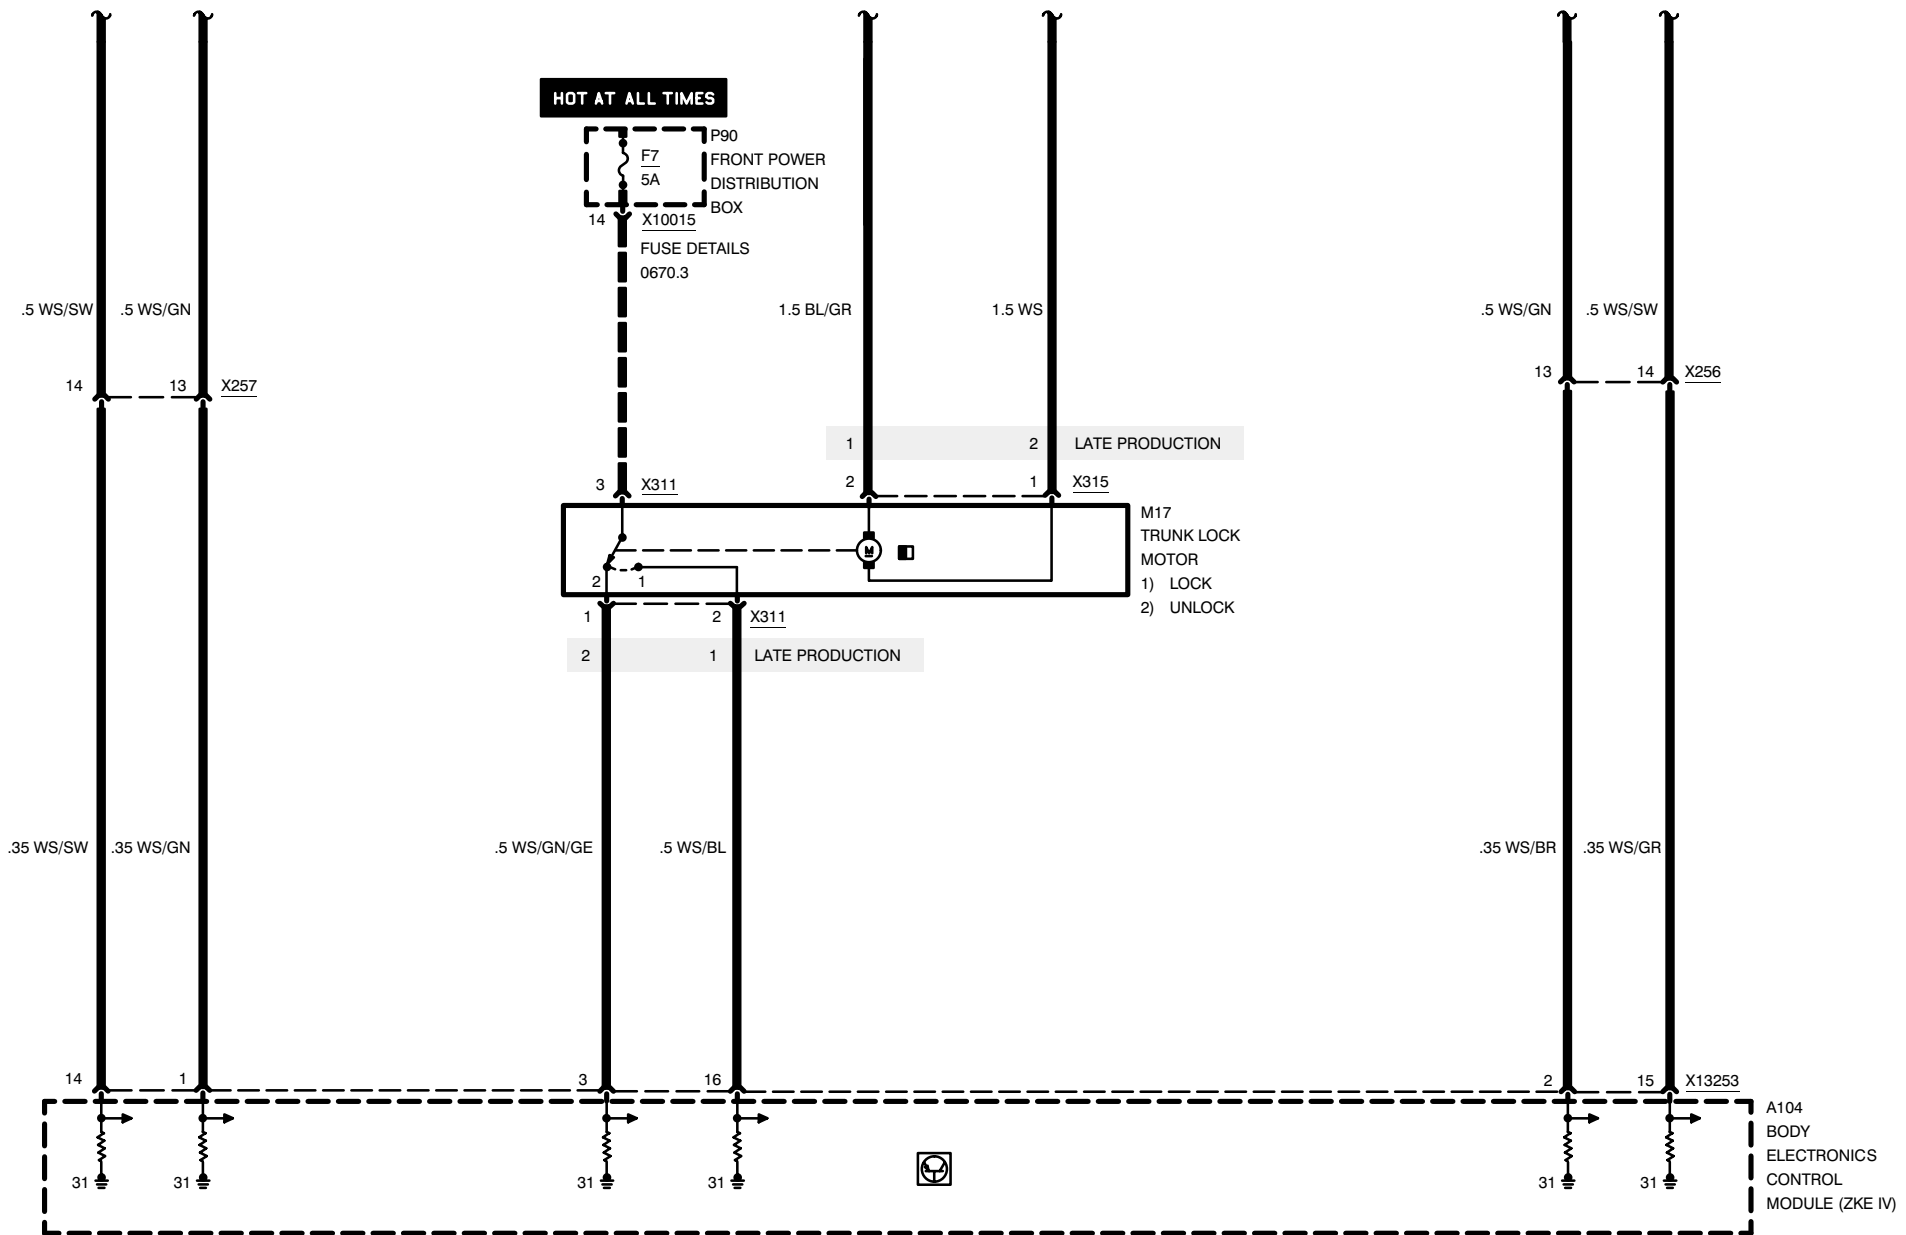 HOT AT ALL TIMES
P90
FRONT POWER
DISTRIBUTION
BOX
F7
5A
14 X10015
FUSE DETAILS
0670.3
.5 WS/SW .5 WS/GN 1.5 BL/GR 1.5 WS .5 WS/GN .5 WS/SW
14 13 X257
13 14 X256
1 2 LATE PRODUCTION
3 X311 2 1 X315
M17
TRUNK LOCK
MOTOR
1) LOCK
2) UNLOCK
M
2 1
1 2 X311
2 1 LATE PRODUCTION
.35 WS/SW .35 WS/GN .5 WS/GN/GE .5 WS/BL .35 WS/BR .35 WS/GR
14 1 3 16 2 15 X13253
A104
BODY
ELECTRONICS
CONTROL
MODULE (ZKE IV)
31 31 31 31 31 31